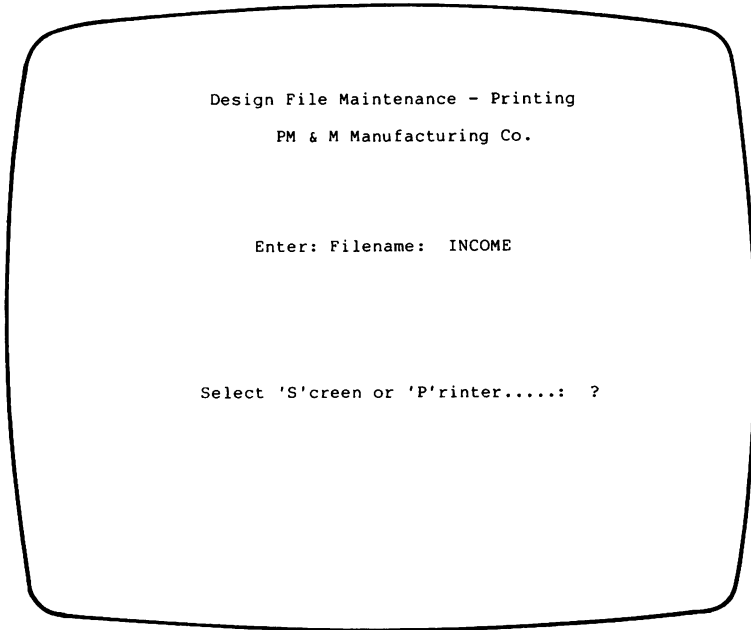 Design File Maintenance - Printing
PM & M Manufacturing Co.
Enter: Filename: INCOME
Select 'S'creen or 'P'rinter.....: ?